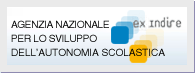 AGENZIA NAZIONALE
ex indire
PER LO SVILUPPO
DELL'AUTONOMIA SCOLASTICA